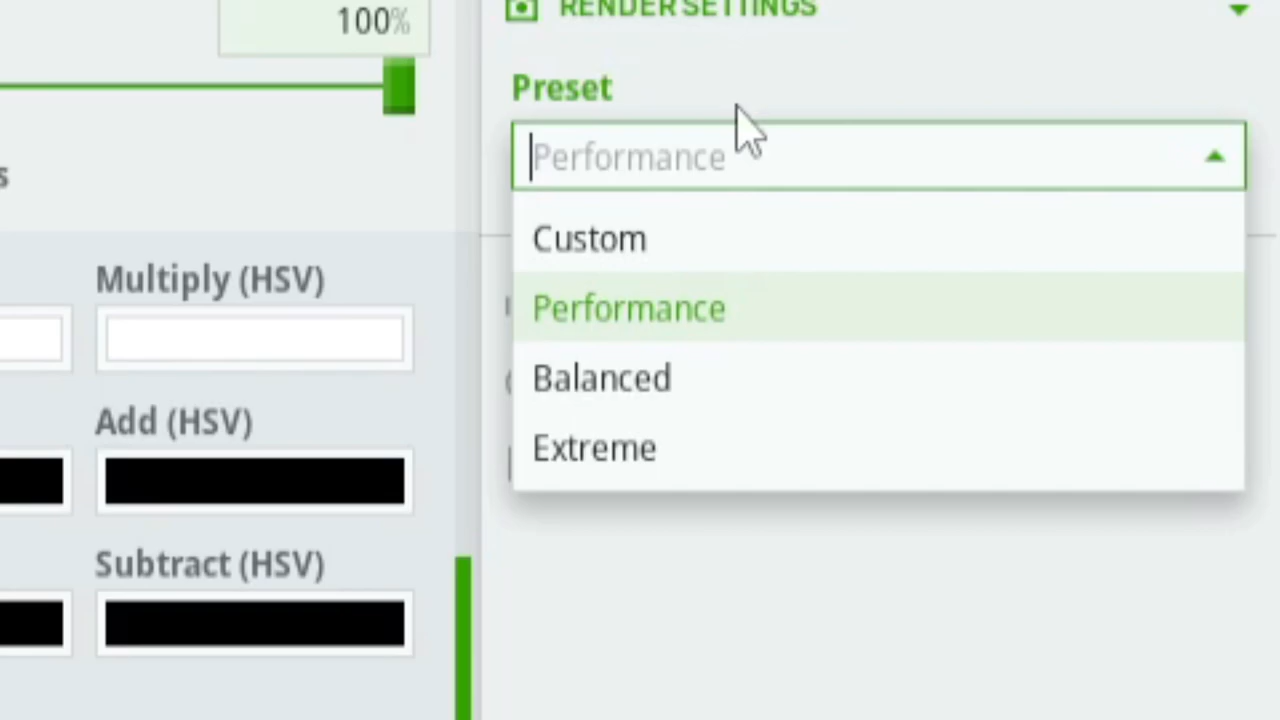 100%
RENDER SETTINGS
Preset
Performance
Custom
Performance
Balanced
Extreme
Multiply (HSV)
Add (HSV)
Subtract (HSV)